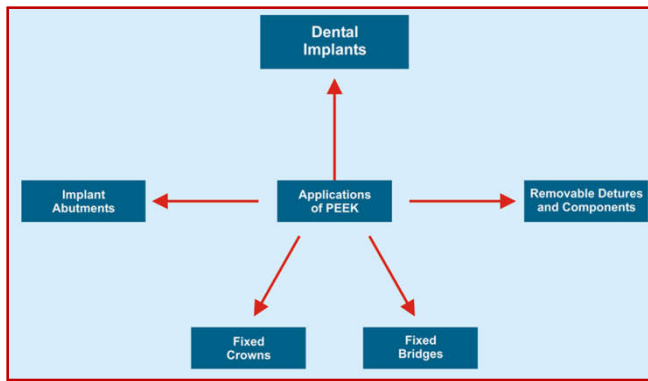 Dental
Implants
Implant
Abutments
Applications
of PEEK
Removable Detures
and Components
Fixed
Crowns
Fixed
Bridges